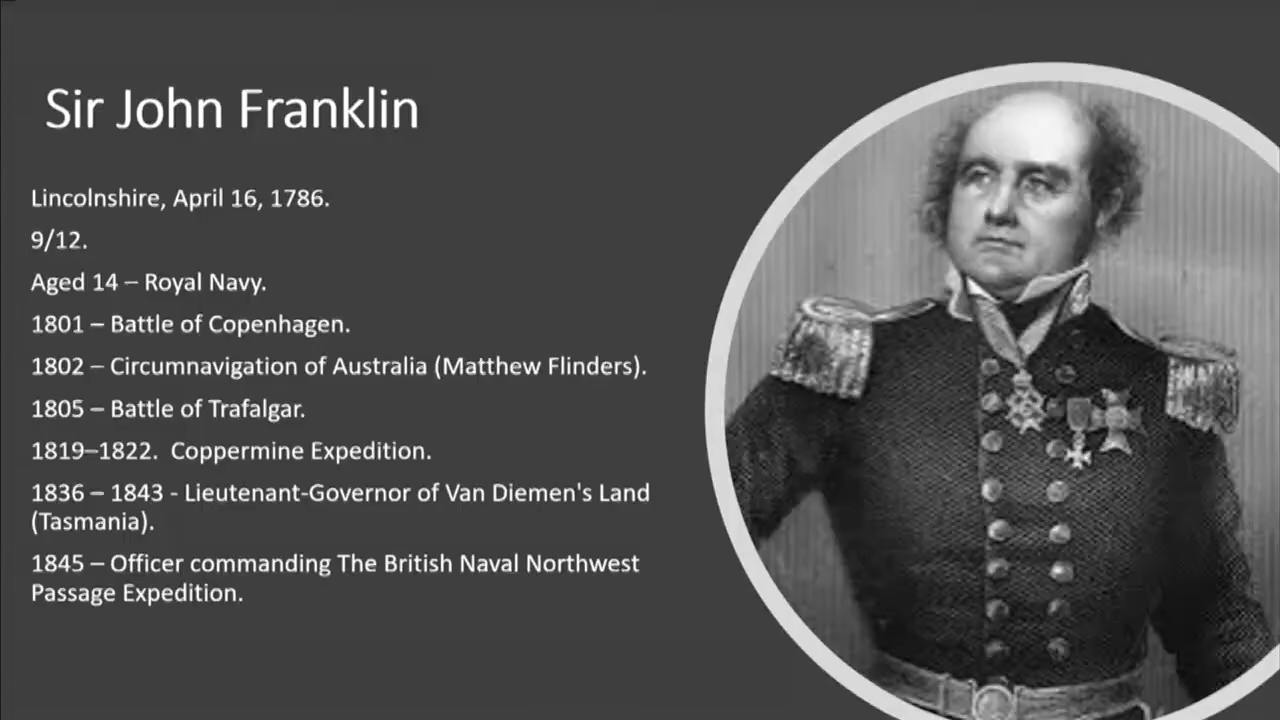 Sir John Franklin
Lincolnshire, April 16, 1786.
9/12.
Aged 14 – Royal Navy.
1801 – Battle of Copenhagen.
1802 – Circumnavigation of Australia (Matthew Flinders).
1805 – Battle of Trafalgar.
1819–1822.  Coppermine Expedition.
1836 – 1843 - Lieutenant-Governor of Van Diemen's Land
(Tasmania).
1845 – Officer commanding The British Naval Northwest
Passage Expedition.